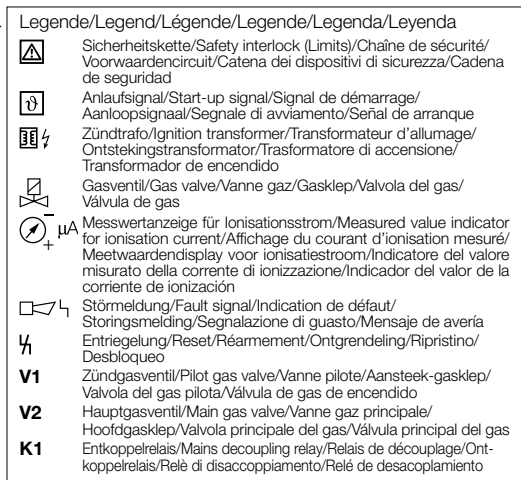 Legende/Legend/Légende/Legende/Legenda/Leyenda
Sicherheitskette/Safety interlock (Limits)/Chaîne de sécurité/
Voorwaardencircuit/Catena dei dispositivi di sicurezza/Cadena
de seguridad
ϑ Anlaufsignal/Start-up signal/Signal de démarrage/
Aanloopsignaal/Segnale di avviamento/Señal de arranque
Zündtrafo/Ignition transformer/Transformateur d'allumage/
Ontstekingstransformator/Trasformatore di accensione/
Transformador de encendido
Gasventil/Gas valve/Vanne gaz/Gasklep/Valvola del gas/
Válvula de gas
µA Messwertanzeige für Ionisationsstrom/Measured value indicator
for ionisation current/Affichage du courant d'ionisation mesuré/
Meetwaardendisplay voor ionisatiestroom/Indicatore del valore
misurato della corrente di ionizzazione/Indicador del valor de la
corriente de ionización
Störmeldung/Fault signal/Indication de défaut/
Storingsmelding/Segnalazione di guasto/Mensaje de avería
Entriegelung/Reset/Réarmement/Ontgrendeling/Ripristino/
Desbloqueo
V1 Zündgasventil/Pilot gas valve/Vanne pilote/Aansteek-gasklep/
Valvola del gas pilota/Válvula de gas de encendido
V2 Hauptgasventil/Main gas valve/Vanne gaz principale/
Hoofdgasklep/Valvola principale del gas/Válvula principal del gas
K1 Entkoppelrelais/Mains decoupling relay/Relais de découplage/Ont-
koppelrelais/Relè di disaccoppiamento/Relé de desacoplamiento